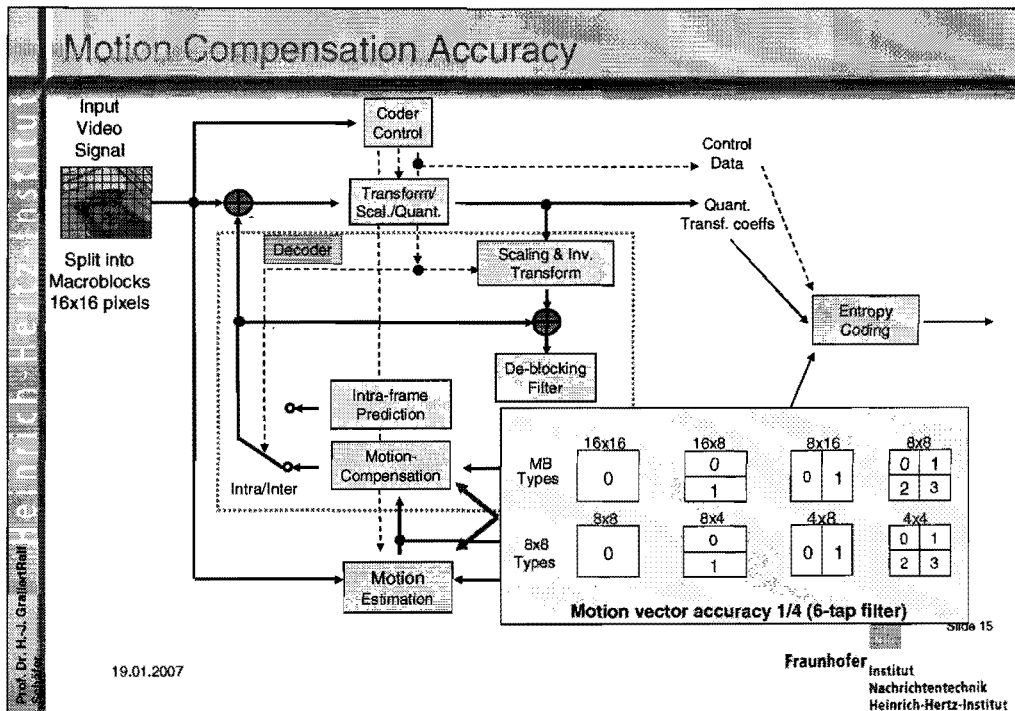 Motion Compensation Accuracy
Input
Video
Signal
Split into
Macroblocks
16x16 pixels
Coder
Control
Transform/
Scal./Quant.
Decoder
Scaling & Inv.
Transform
De-blocking
Filter
Intra-frame
Prediction
Motion-
Compensation
Intra/Inter
Motion
Estimation
Control
Data
Quant.
Transf. coeffs
Entropy
Coding
MB
Types
16x16
0
16x8
0
1
8x16
0 1
8x8
0 1
2 3
8x8
Types
8x8
0
8x4
0
1
4x8
0 1
4x4
0 1
2 3
Motion vector accuracy 1/4 (6-tap filter)
Slide 15
19.01.2007
Fraunhofer Institut
Nachrichtentechnik
Heinrich-Hertz-Institut
Heinrich-Hertz-Institut
Prof. Dr. H.-J. Grallert/Ralf
Schäfer